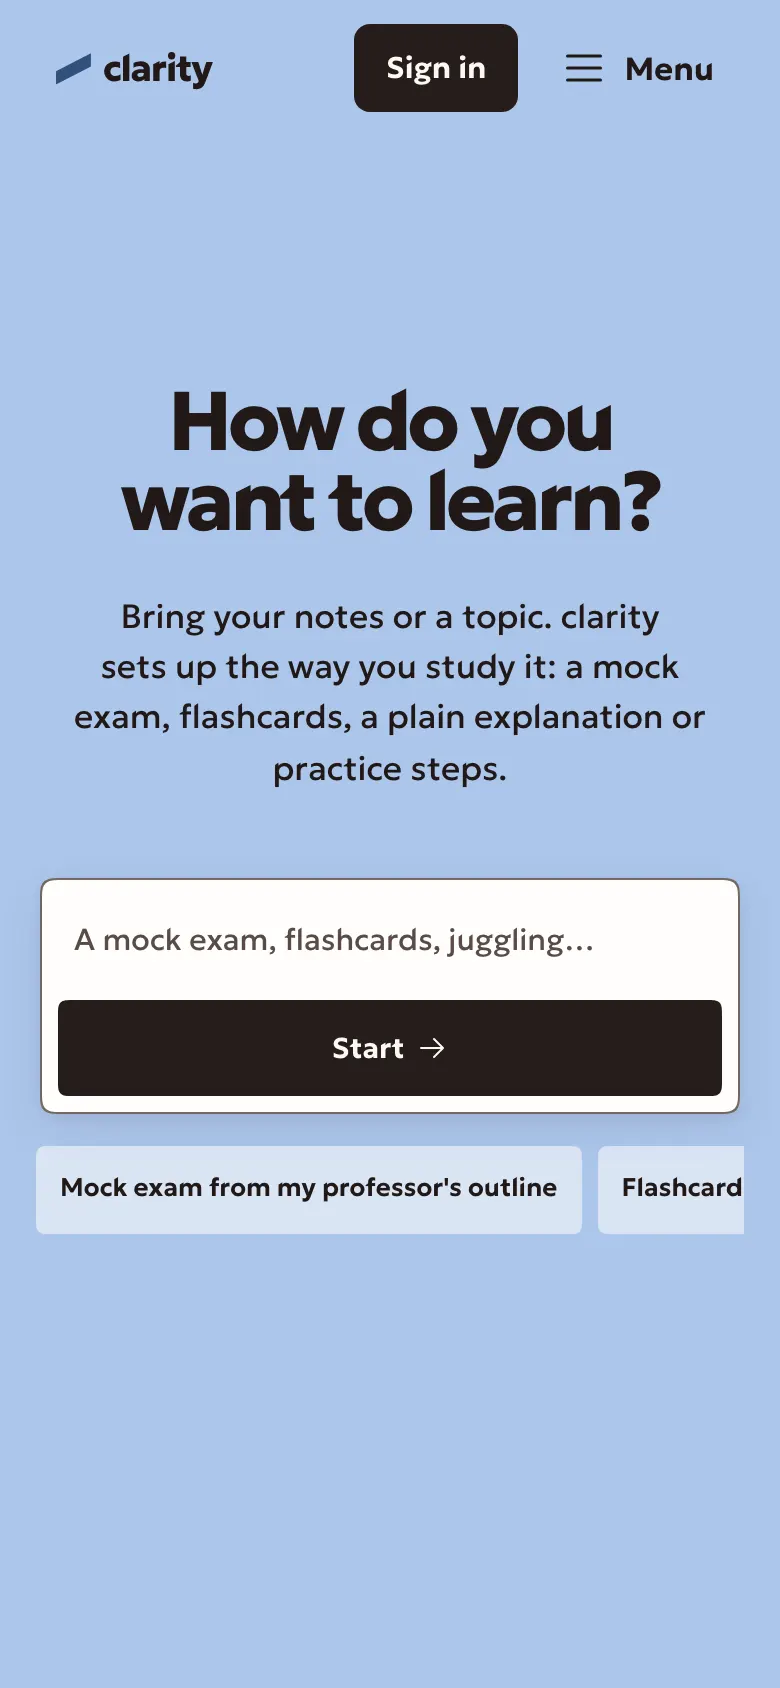 clarity
Sign in
Menu
How do you
want to learn?
Bring your notes or a topic. clarity
sets up the way you study it: a mock
exam, flashcards, a plain explanation or
practice steps.
A mock exam, flashcards, juggling...
Start →
Mock exam from my professor's outline
Flashcard